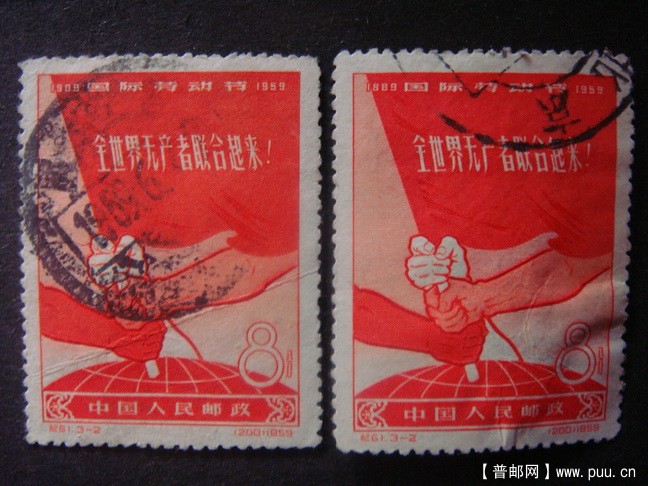 1889 国际劳动节 1959
全世界无产者联合起来!
8
分
中国人民邮政
纪61.3-2
(200)1959
1889 国际劳动节 1959
全世界无产者联合起来!
8
分
中国人民邮政
纪61.3-2
(200)1959
【普邮网】www.puu.cn